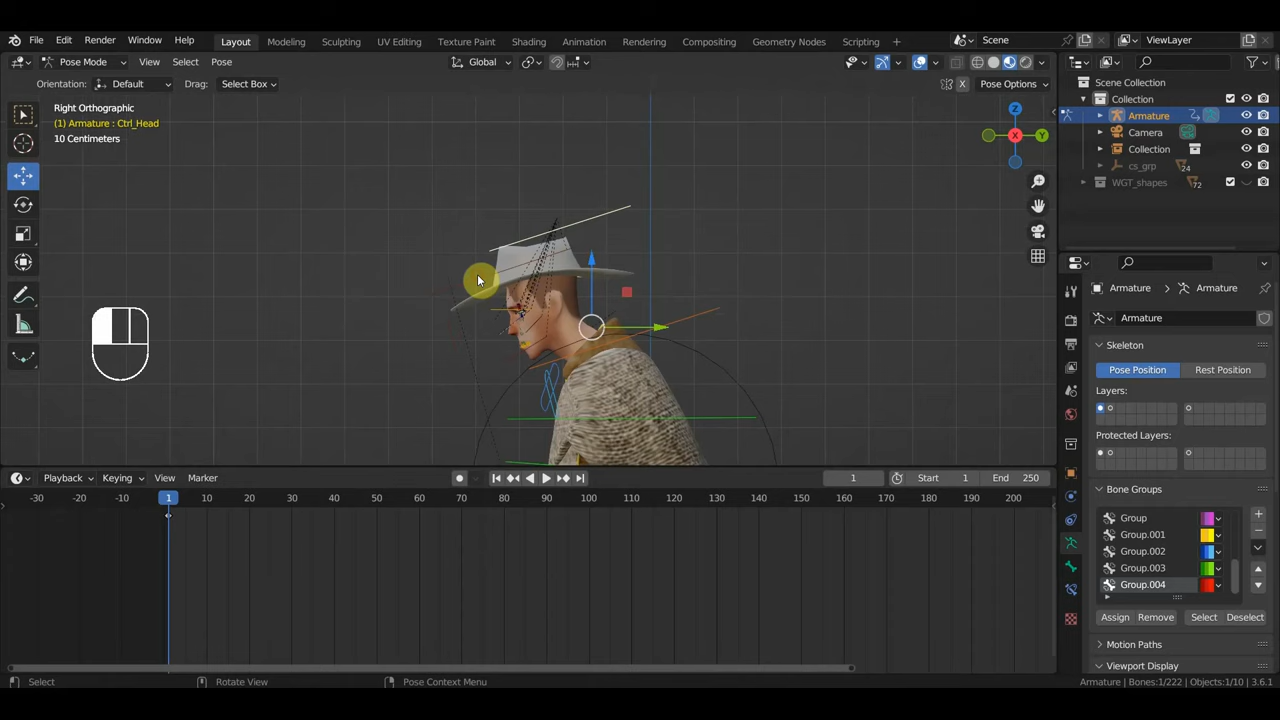 File Edit Render Window Help Layout Modeling Sculpting UV Editing Texture Paint Shading Animation Rendering Compositing Geometry Nodes Scripting + Scene ViewLayer
Pose Mode View Select Pose Global
Orientation: Default Drag: Select Box X Pose Options
Right Orthographic
(1) Armature : Ctrl_Head
10 Centimeters
Z
Y
X
Scene Collection
Collection
Armature
Camera
Collection
cs_grp 24
WGT_shapes 72
Armature Armature
Armature
Skeleton
Pose Position Rest Position
Layers:
Protected Layers:
Bone Groups
Group
Group.001
Group.002
Group.003
Group.004
Assign Remove Select Deselect
Motion Paths
Viewport Display
Playback Keying View Marker 1 Start 1 End 250
-30 -20 -10 1 10 20 30 40 50 60 70 80 90 100 110 120 130 140 150 160 170 180 190 200
Select Rotate View Pose Context Menu Armature | Bones:1/222 | Objects:1/10 | 3.6.1